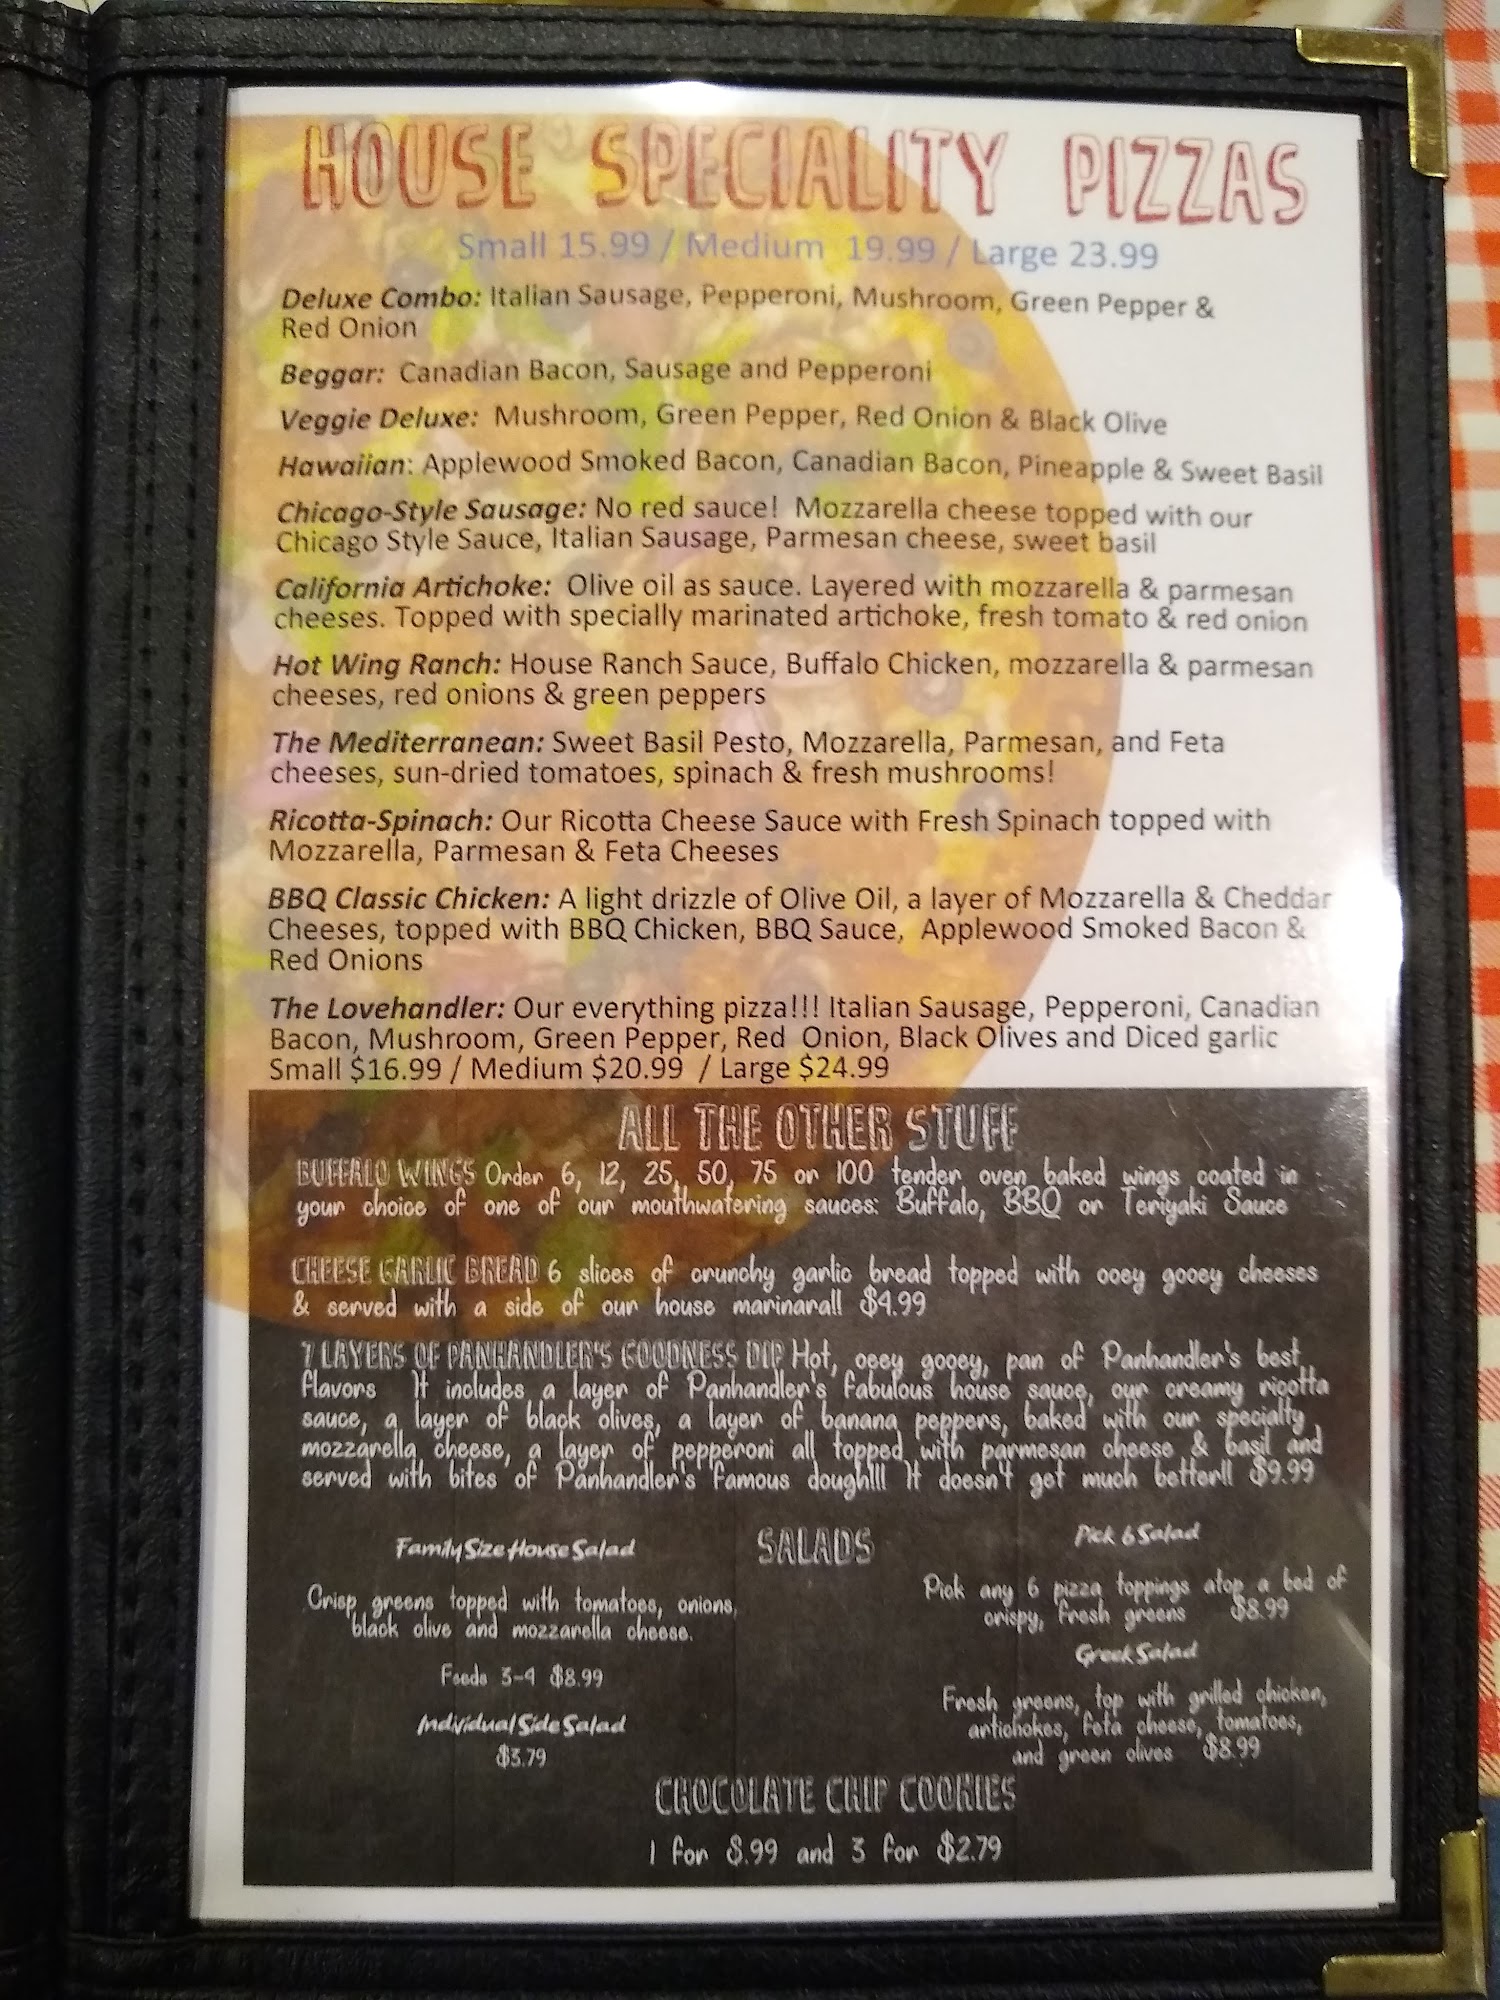 HOUSE SPECIALITY PIZZAS
Small 15.99 / Medium 19.99 / Large 23.99
Deluxe Combo: Italian Sausage, Pepperoni, Mushroom, Green Pepper &
Red Onion
Beggar: Canadian Bacon, Sausage and Pepperoni
Veggie Deluxe: Mushroom, Green Pepper, Red Onion & Black Olive
Hawaiian: Applewood Smoked Bacon, Canadian Bacon, Pineapple & Sweet Basil
Chicago-Style Sausage: No red sauce! Mozzarella cheese topped with our
Chicago Style Sauce, Italian Sausage, Parmesan cheese, sweet basil
California Artichoke: Olive oil as sauce. Layered with mozzarella & parmesan
cheeses. Topped with specially marinated artichoke, fresh tomato & red onion
Hot Wing Ranch: House Ranch Sauce, Buffalo Chicken, mozzarella & parmesan
cheeses, red onions & green peppers
The Mediterranean: Sweet Basil Pesto, Mozzarella, Parmesan, and Feta
cheeses, sun-dried tomatoes, spinach & fresh mushrooms!
Ricotta-Spinach: Our Ricotta Cheese Sauce with Fresh Spinach topped with
Mozzarella, Parmesan & Feta Cheeses
BBQ Classic Chicken: A light drizzle of Olive Oil, a layer of Mozzarella & Cheddar
Cheeses, topped with BBQ Chicken, BBQ Sauce, Applewood Smoked Bacon &
Red Onions
The Lovehandler: Our everything pizza!!! Italian Sausage, Pepperoni, Canadian
Bacon, Mushroom, Green Pepper, Red Onion, Black Olives and Diced garlic
Small $16.99 / Medium $20.99 / Large $24.99
ALL THE OTHER STUFF
BUFFALO WINGS Order 6, 12, 25, 50, 75 or 100 tender oven baked wings coated in
your choice of one of our mouthwatering sauces: Buffalo, BBQ or Teriyaki Sauce
CHEESE GARLIC BREAD 6 slices of crunchy garlic bread topped with ooey gooey cheeses
& served with a side of our house marinara!! $4.99
7 LAYERS OF PANHANDLER'S GOODNESS DIP Hot, ooey gooey, pan of Panhandler's best
flavors It includes a layer of Panhandler's fabulous house sauce, our creamy ricotta
sauce, a layer of black olives, a layer of banana peppers, baked with our specialty
mozzarella cheese, a layer of pepperoni all topped with parmesan cheese & basil and
served with bites of Panhandler's famous dough!!! It doesn't get much better!! $9.99
SALADS
Family Size House Salad
Crisp greens topped with tomatoes, onions,
black olive and mozzarella cheese.
Feeds 3-4 $8.99
Individual Side Salad
$3.79
Pick 6 Salad
Pick any 6 pizza toppings atop a bed of
crispy, fresh greens $8.99
Greek Salad
Fresh greens, top with grilled chicken,
artichokes, feta cheese, tomatoes,
and green olives $8.99
CHOCOLATE CHIP COOKIES
1 for $.99 and 3 for $2.79